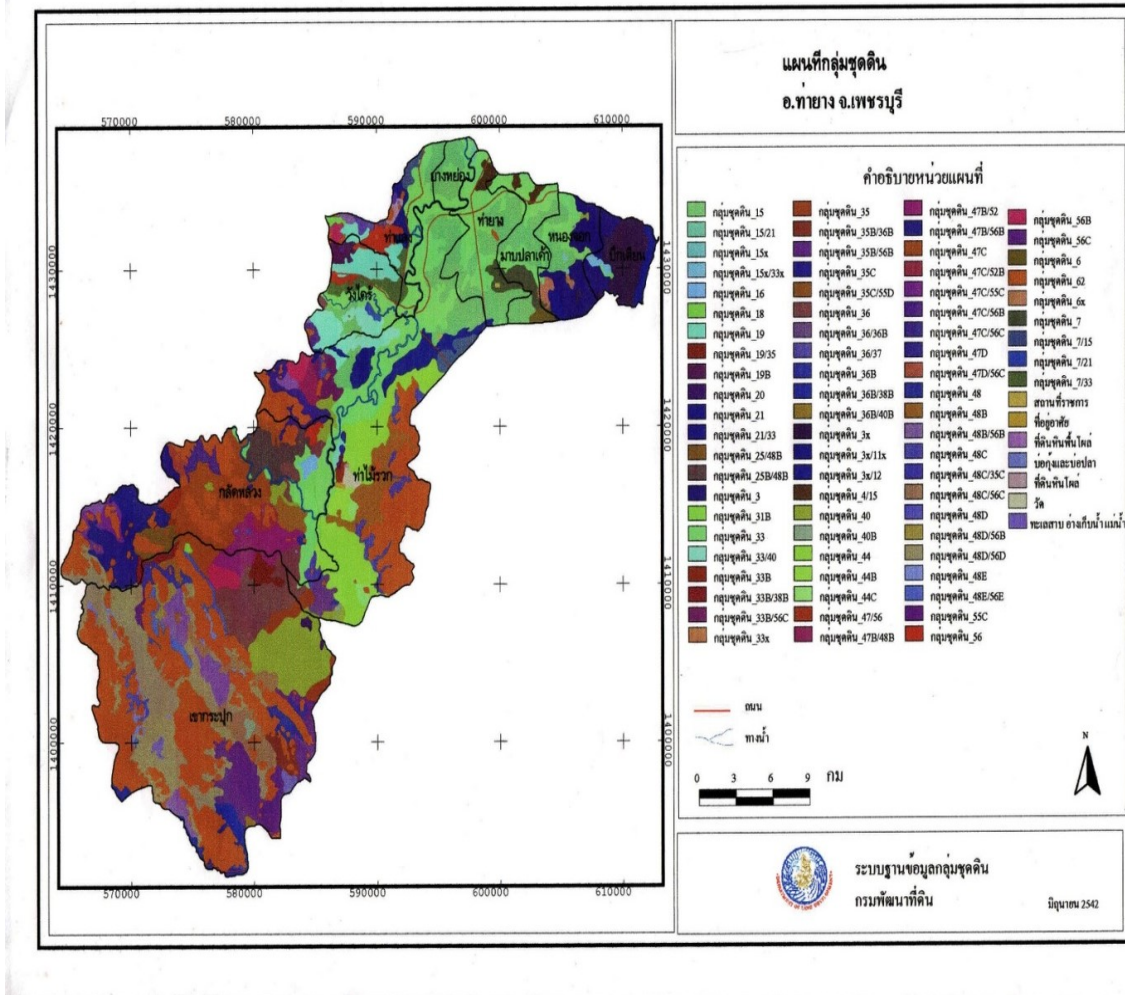 แผนที่กลุ่มชุดดิน
อ.ท่ายาง จ.เพชรบุรี
570000
580000
590000
600000
610000
1430000
1420000
1410000
1400000
1430000
1420000
1410000
1400000
570000
580000
590000
600000
610000
ยางหย่อง
ท่ายาง
หนองจอก
ปึกเตียน
มาบปลาเค้า
วังไคร้
ท่าไม้รวก
กลัดหลวง
เขากระปุก
คำอธิบายหน่วยแผนที่
กลุ่มชุดดิน_15
กลุ่มชุดดิน_15/21
กลุ่มชุดดิน_15x
กลุ่มชุดดิน_15x/33x
กลุ่มชุดดิน_16
กลุ่มชุดดิน_18
กลุ่มชุดดิน_19
กลุ่มชุดดิน_19/35
กลุ่มชุดดิน_19B
กลุ่มชุดดิน_20
กลุ่มชุดดิน_21
กลุ่มชุดดิน_21/33
กลุ่มชุดดิน_25/48B
กลุ่มชุดดิน_25B/48B
กลุ่มชุดดิน_3
กลุ่มชุดดิน_31B
กลุ่มชุดดิน_33
กลุ่มชุดดิน_33/40
กลุ่มชุดดิน_33B
กลุ่มชุดดิน_33B/38B
กลุ่มชุดดิน_33B/56C
กลุ่มชุดดิน_33x
กลุ่มชุดดิน_35
กลุ่มชุดดิน_35B/36B
กลุ่มชุดดิน_35B/56B
กลุ่มชุดดิน_35C
กลุ่มชุดดิน_35C/55D
กลุ่มชุดดิน_36
กลุ่มชุดดิน_36/36B
กลุ่มชุดดิน_36/37
กลุ่มชุดดิน_36B
กลุ่มชุดดิน_36B/38B
กลุ่มชุดดิน_36B/40B
กลุ่มชุดดิน_3x
กลุ่มชุดดิน_3x/11x
กลุ่มชุดดิน_3x/12
กลุ่มชุดดิน_4/15
กลุ่มชุดดิน_40
กลุ่มชุดดิน_40B
กลุ่มชุดดิน_44
กลุ่มชุดดิน_44B
กลุ่มชุดดิน_44C
กลุ่มชุดดิน_47/56
กลุ่มชุดดิน_47B/48B
กลุ่มชุดดิน_47B/52
กลุ่มชุดดิน_47B/56B
กลุ่มชุดดิน_47C
กลุ่มชุดดิน_47C/52B
กลุ่มชุดดิน_47C/55C
กลุ่มชุดดิน_47C/56B
กลุ่มชุดดิน_47C/56C
กลุ่มชุดดิน_47D
กลุ่มชุดดิน_47D/56C
กลุ่มชุดดิน_48
กลุ่มชุดดิน_48B
กลุ่มชุดดิน_48B/56B
กลุ่มชุดดิน_48C
กลุ่มชุดดิน_48C/35C
กลุ่มชุดดิน_48C/56C
กลุ่มชุดดิน_48D
กลุ่มชุดดิน_48D/56B
กลุ่มชุดดิน_48D/56D
กลุ่มชุดดิน_48E
กลุ่มชุดดิน_48E/56E
กลุ่มชุดดิน_55C
กลุ่มชุดดิน_56
กลุ่มชุดดิน_56B
กลุ่มชุดดิน_56C
กลุ่มชุดดิน_6
กลุ่มชุดดิน_62
กลุ่มชุดดิน_6x
กลุ่มชุดดิน_7
กลุ่มชุดดิน_7/15
กลุ่มชุดดิน_7/21
กลุ่มชุดดิน_7/33
สถานที่ราชการ
ที่อยู่อาศัย
ที่ดินหินพื้นโผล่
บ่อกุ้งและบ่อปลา
ที่ดินหินโผล่
วัด
ทะเลสาบ อ่างเก็บน้ำ แม่น้ำ
ถนน
ทางน้ำ
0 3 6 9 กม
N
ระบบฐานข้อมูลกลุ่มชุดดิน
กรมพัฒนาที่ดิน
มิถุนายน 2542